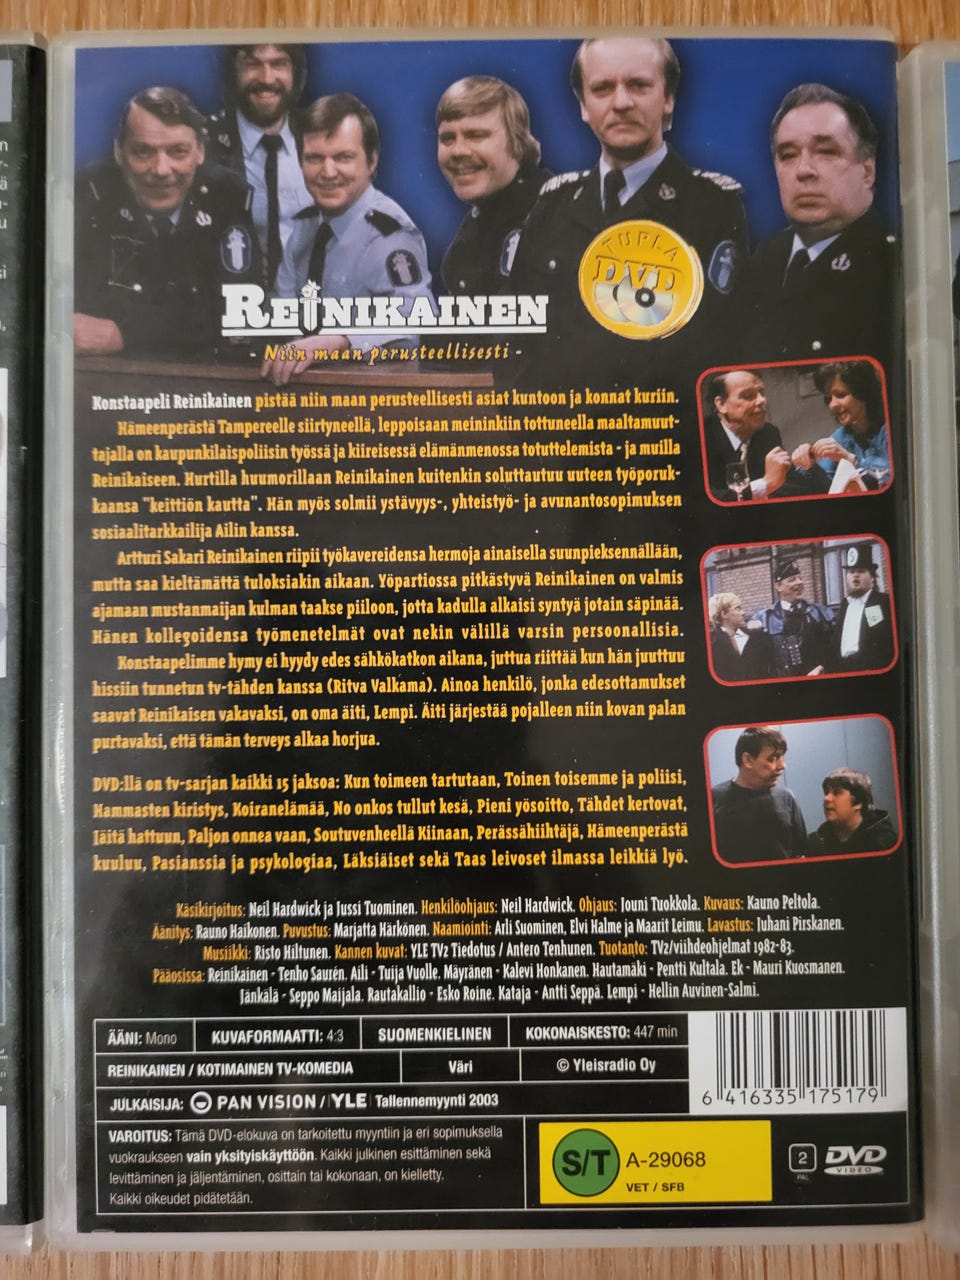 TUPLA
DVD
REINIKAINEN
- Niin maan perusteellisesti -
Konstaapeli Reinikainen pistää niin maan perusteellisesti asiat kuntoon ja konnat kuriin.
Hämeenperästä Tampereelle siirtyneellä, leppoisaan meininkiin tottuneella maaltamuut-
tajalla on kaupunkilaispoliisin työssä ja kiireisessä elämänmenossa totuttelemista - ja muilla
Reinikaiseen. Hurtilla huumorillaan Reinikainen kuitenkin soluttautuu uuteen työporuk-
kaansa "keittiön kautta". Hän myös solmii ystävyys-, yhteistyö- ja avunantosopimuksen
sosiaalitarkkailija Ailin kanssa.
Artturi Sakari Reinikainen riipii työkavereidensa hermoja ainaisella suunpieksennällään,
mutta saa kieltämättä tuloksiakin aikaan. Yöpartiossa pitkästyvä Reinikainen on valmis
ajamaan mustanmaijan kulman taakse piiloon, jotta kadulla alkaisi syntyä jotain säpinää.
Hänen kollegoidensa työmenetelmät ovat nekin välillä varsin persoonallisia.
Konstaapelimme hymy ei hyydy edes sähkökatkon aikana, juttua riittää kun hän juuttuu
hissiin tunnetun tv-tähden kanssa (Ritva Valkama). Ainoa henkilö, jonka edesottamukset
saavat Reinikaisen vakavaksi, on oma äiti, Lempi. Äiti järjestää pojalleen niin kovan palan
purtavaksi, että tämän terveys alkaa horjua.
DVD:llä on tv-sarjan kaikki 15 jaksoa: Kun toimeen tartutaan, Toinen toisemme ja poliisi,
Hammasten kiristys, Koiranelämää, No onkos tullut kesä, Pieni yösoitto, Tähdet kertovat,
Jäitä hattuun, Paljon onnea vaan, Soutuvenheellä Kiinaan, Perässähiihtäjä, Hämeenperästä
kuuluu, Pasianssia ja psykologiaa, Läksiäiset sekä Taas leivoset ilmassa leikkiä lyö.
Käsikirjoitus: Neil Hardwick ja Jussi Tuominen. Henkilöohjaus: Neil Hardwick. Ohjaus: Jouni Tuokkola. Kuvaus: Kauno Peltola.
Äänitys: Rauno Haikonen. Puvustus: Marjatta Härkönen. Naamiointi: Arli Suominen, Elvi Halme ja Maarit Leimu. Lavastus: Juhani Pirskanen.
Musiikki: Risto Hiltunen. Kannen kuvat: YLE TV2 Tiedotus / Antero Tenhunen. Tuotanto: TV2/viihdeohjelmat 1982-83.
Pääosissa: Reinikainen - Tenho Saurén. Aili - Tuija Vuolle. Mäyränen - Kalevi Honkanen. Hautamäki - Pentti Kultala. Ek - Mauri Kuosmanen.
Jänkälä - Seppo Maijala. Rautakallio - Esko Roine. Kataja - Antti Seppä. Lempi - Hellin Auvinen-Salmi.
ÄÄNI: Mono KUVAFORMAATTI: 4:3 SUOMENKIELINEN KOKONAISKESTO: 447 min
REINIKAINEN / KOTIMAINEN TV-KOMEDIA Väri © Yleisradio Oy
JULKAISIJA: PAN VISION / YLE Tallennemyynti 2003
6 416335 175179
VAROITUS: Tämä DVD-elokuva on tarkoitettu myyntiin ja eri sopimuksella
vuokraukseen vain yksityiskäyttöön. Kaikki julkinen esittäminen sekä
levittäminen ja jäljentäminen, osittain tai kokonaan, on kielletty.
Kaikki oikeudet pidätetään.
S/T A-29068
VET / SFB
2
PAL
DVD
VIDEO